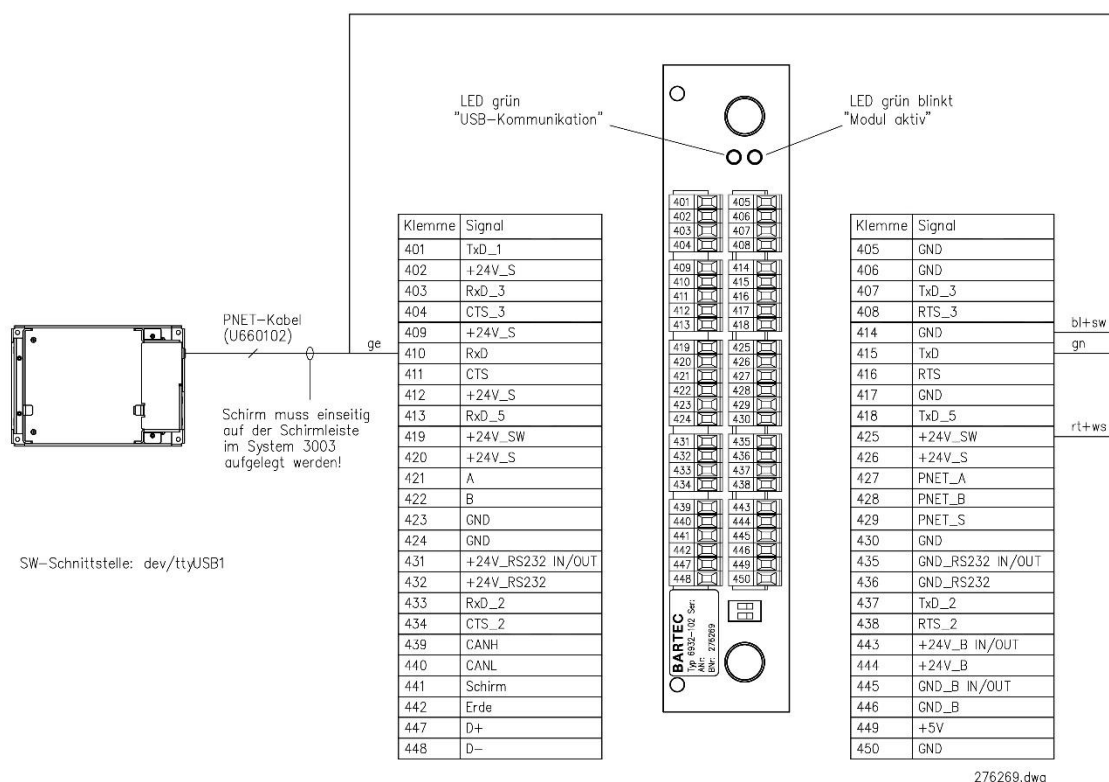 LED grün
"USB-Kommunikation"
LED grün blinkt
"Modul aktiv"
PNET-Kabel
(U660102)
ge
Schirm muss einseitig
auf der Schirmleiste
im System 3003
aufgelegt werden!
SW-Schnittstelle: dev/ttyUSB1
Klemme Signal
401 TxD_1
402 +24V_S
403 RxD_3
404 CTS_3
409 +24V_S
410 RxD
411 CTS
412 +24V_S
413 RxD_5
419 +24V_SW
420 +24V_S
421 A
422 B
423 GND
424 GND
431 +24V_RS232 IN/OUT
432 +24V_RS232
433 RxD_2
434 CTS_2
439 CANH
440 CANL
441 Schirm
442 Erde
447 D+
448 D-
401 405
402 406
403 407
404 408
409 414
410 415
411 416
412 417
413 418
419 425
420 426
421 427
422 428
423 429
424 430
431 435
432 436
433 437
434 438
439 443
440 444
441 445
442 446
447 449
448 450
BARTEC
Typ 6932-102 Ser:
ANr:
BNr: 276269
Klemme Signal
405 GND
406 GND
407 TxD_3
408 RTS_3
414 GND
415 TxD
416 RTS
417 GND
418 TxD_5
425 +24V_SW
426 +24V_S
427 PNET_A
428 PNET_B
429 PNET_S
430 GND
435 GND_RS232 IN/OUT
436 GND_RS232
437 TxD_2
438 RTS_2
443 +24V_B IN/OUT
444 +24V_B
445 GND_B IN/OUT
446 GND_B
449 +5V
450 GND
bl+sw
gn
rt+ws
276269.dwg